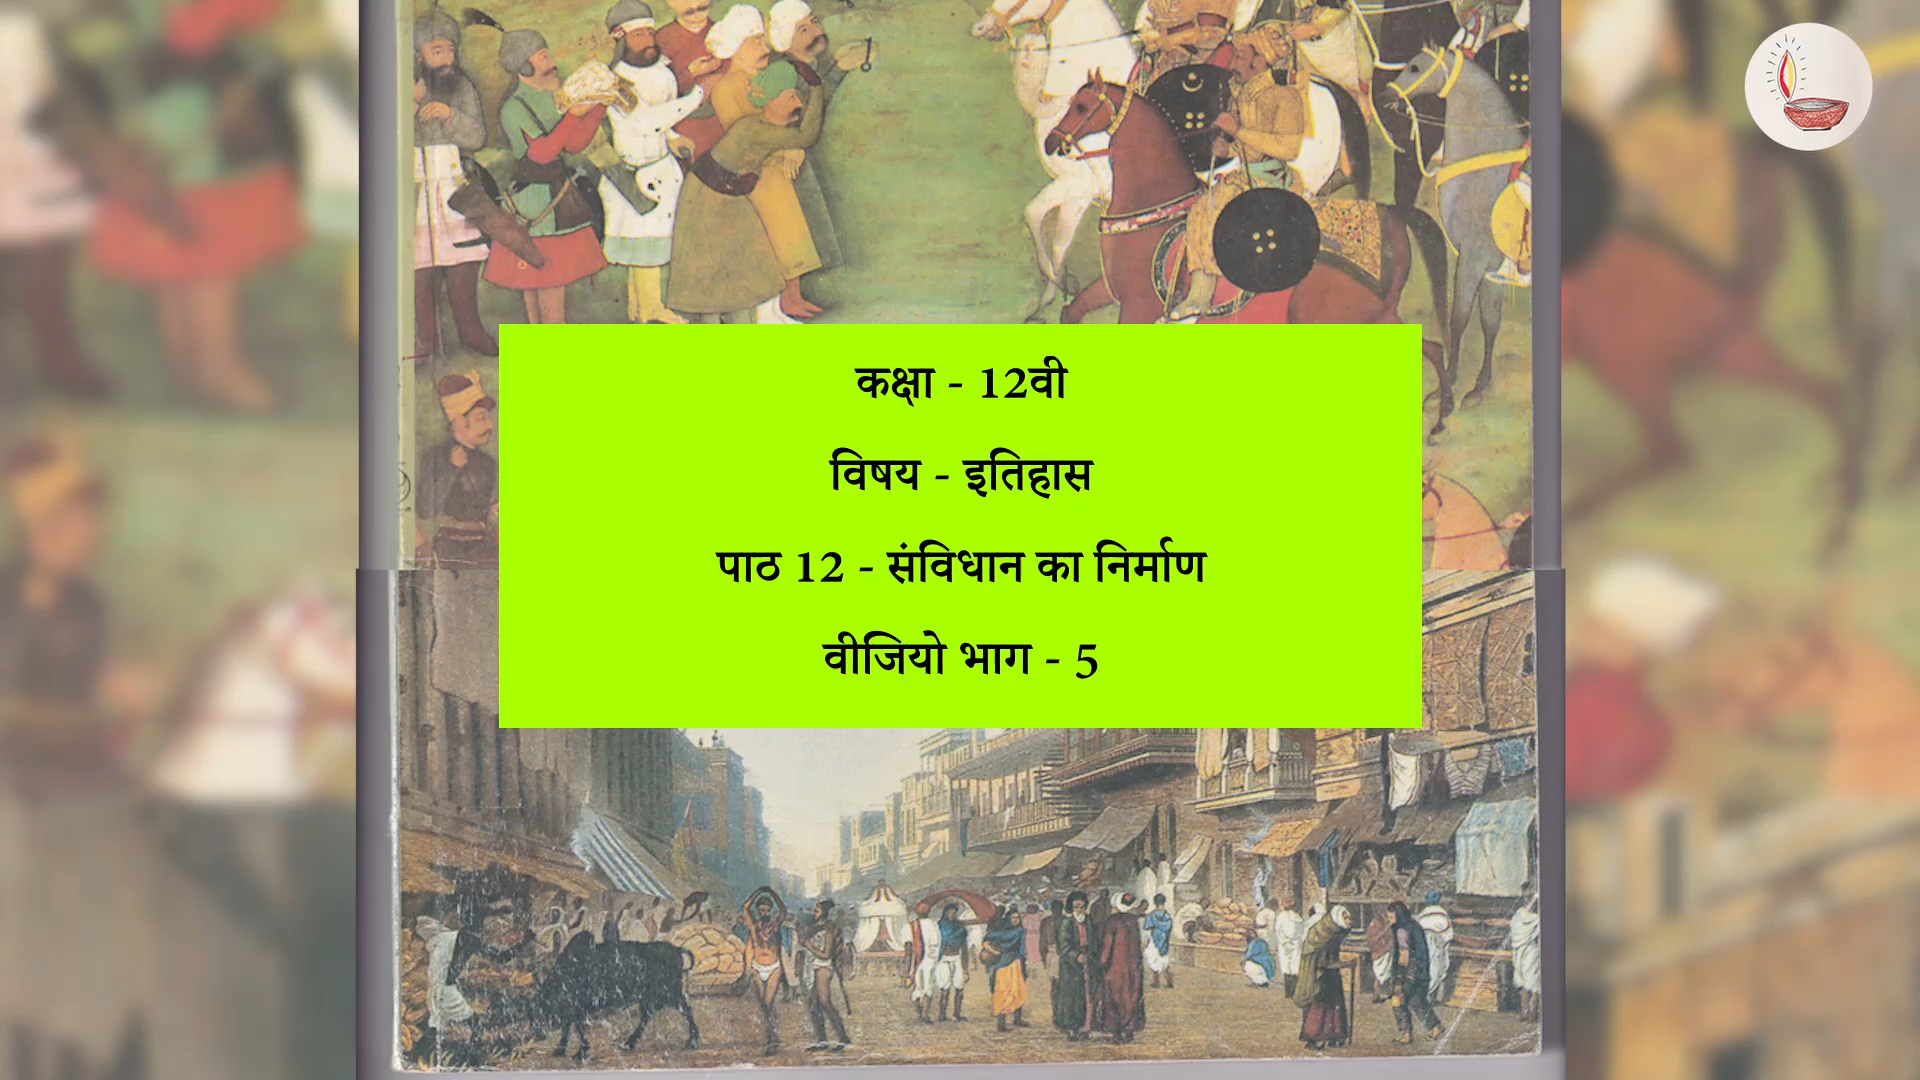 कक्षा - 12वी
विषय - इतिहास
पाठ 12 - संविधान का निर्माण
वीजियो भाग - 5